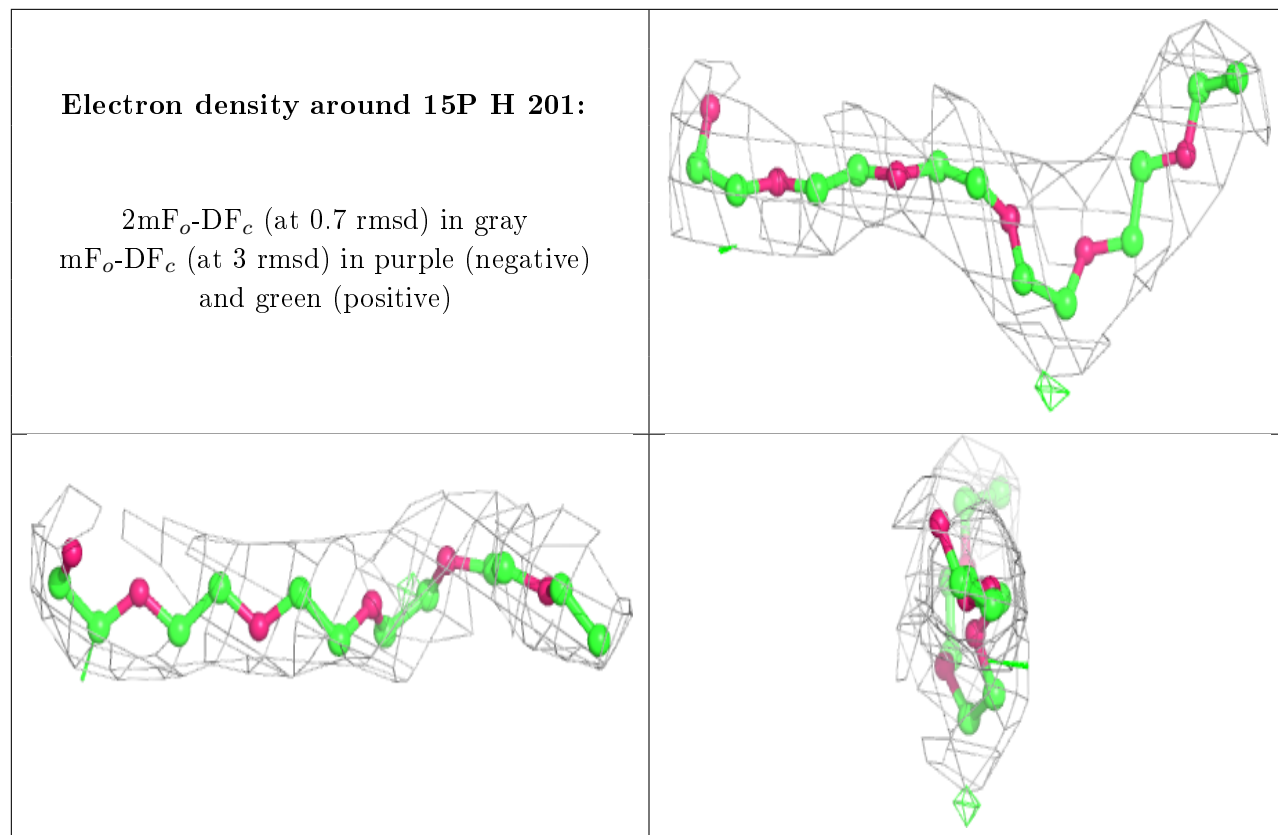 Electron density around 15P H 201:
2mFₒ-DF𝒸 (at 0.7 rmsd) in gray
mFₒ-DF𝒸 (at 3 rmsd) in purple (negative)
and green (positive)